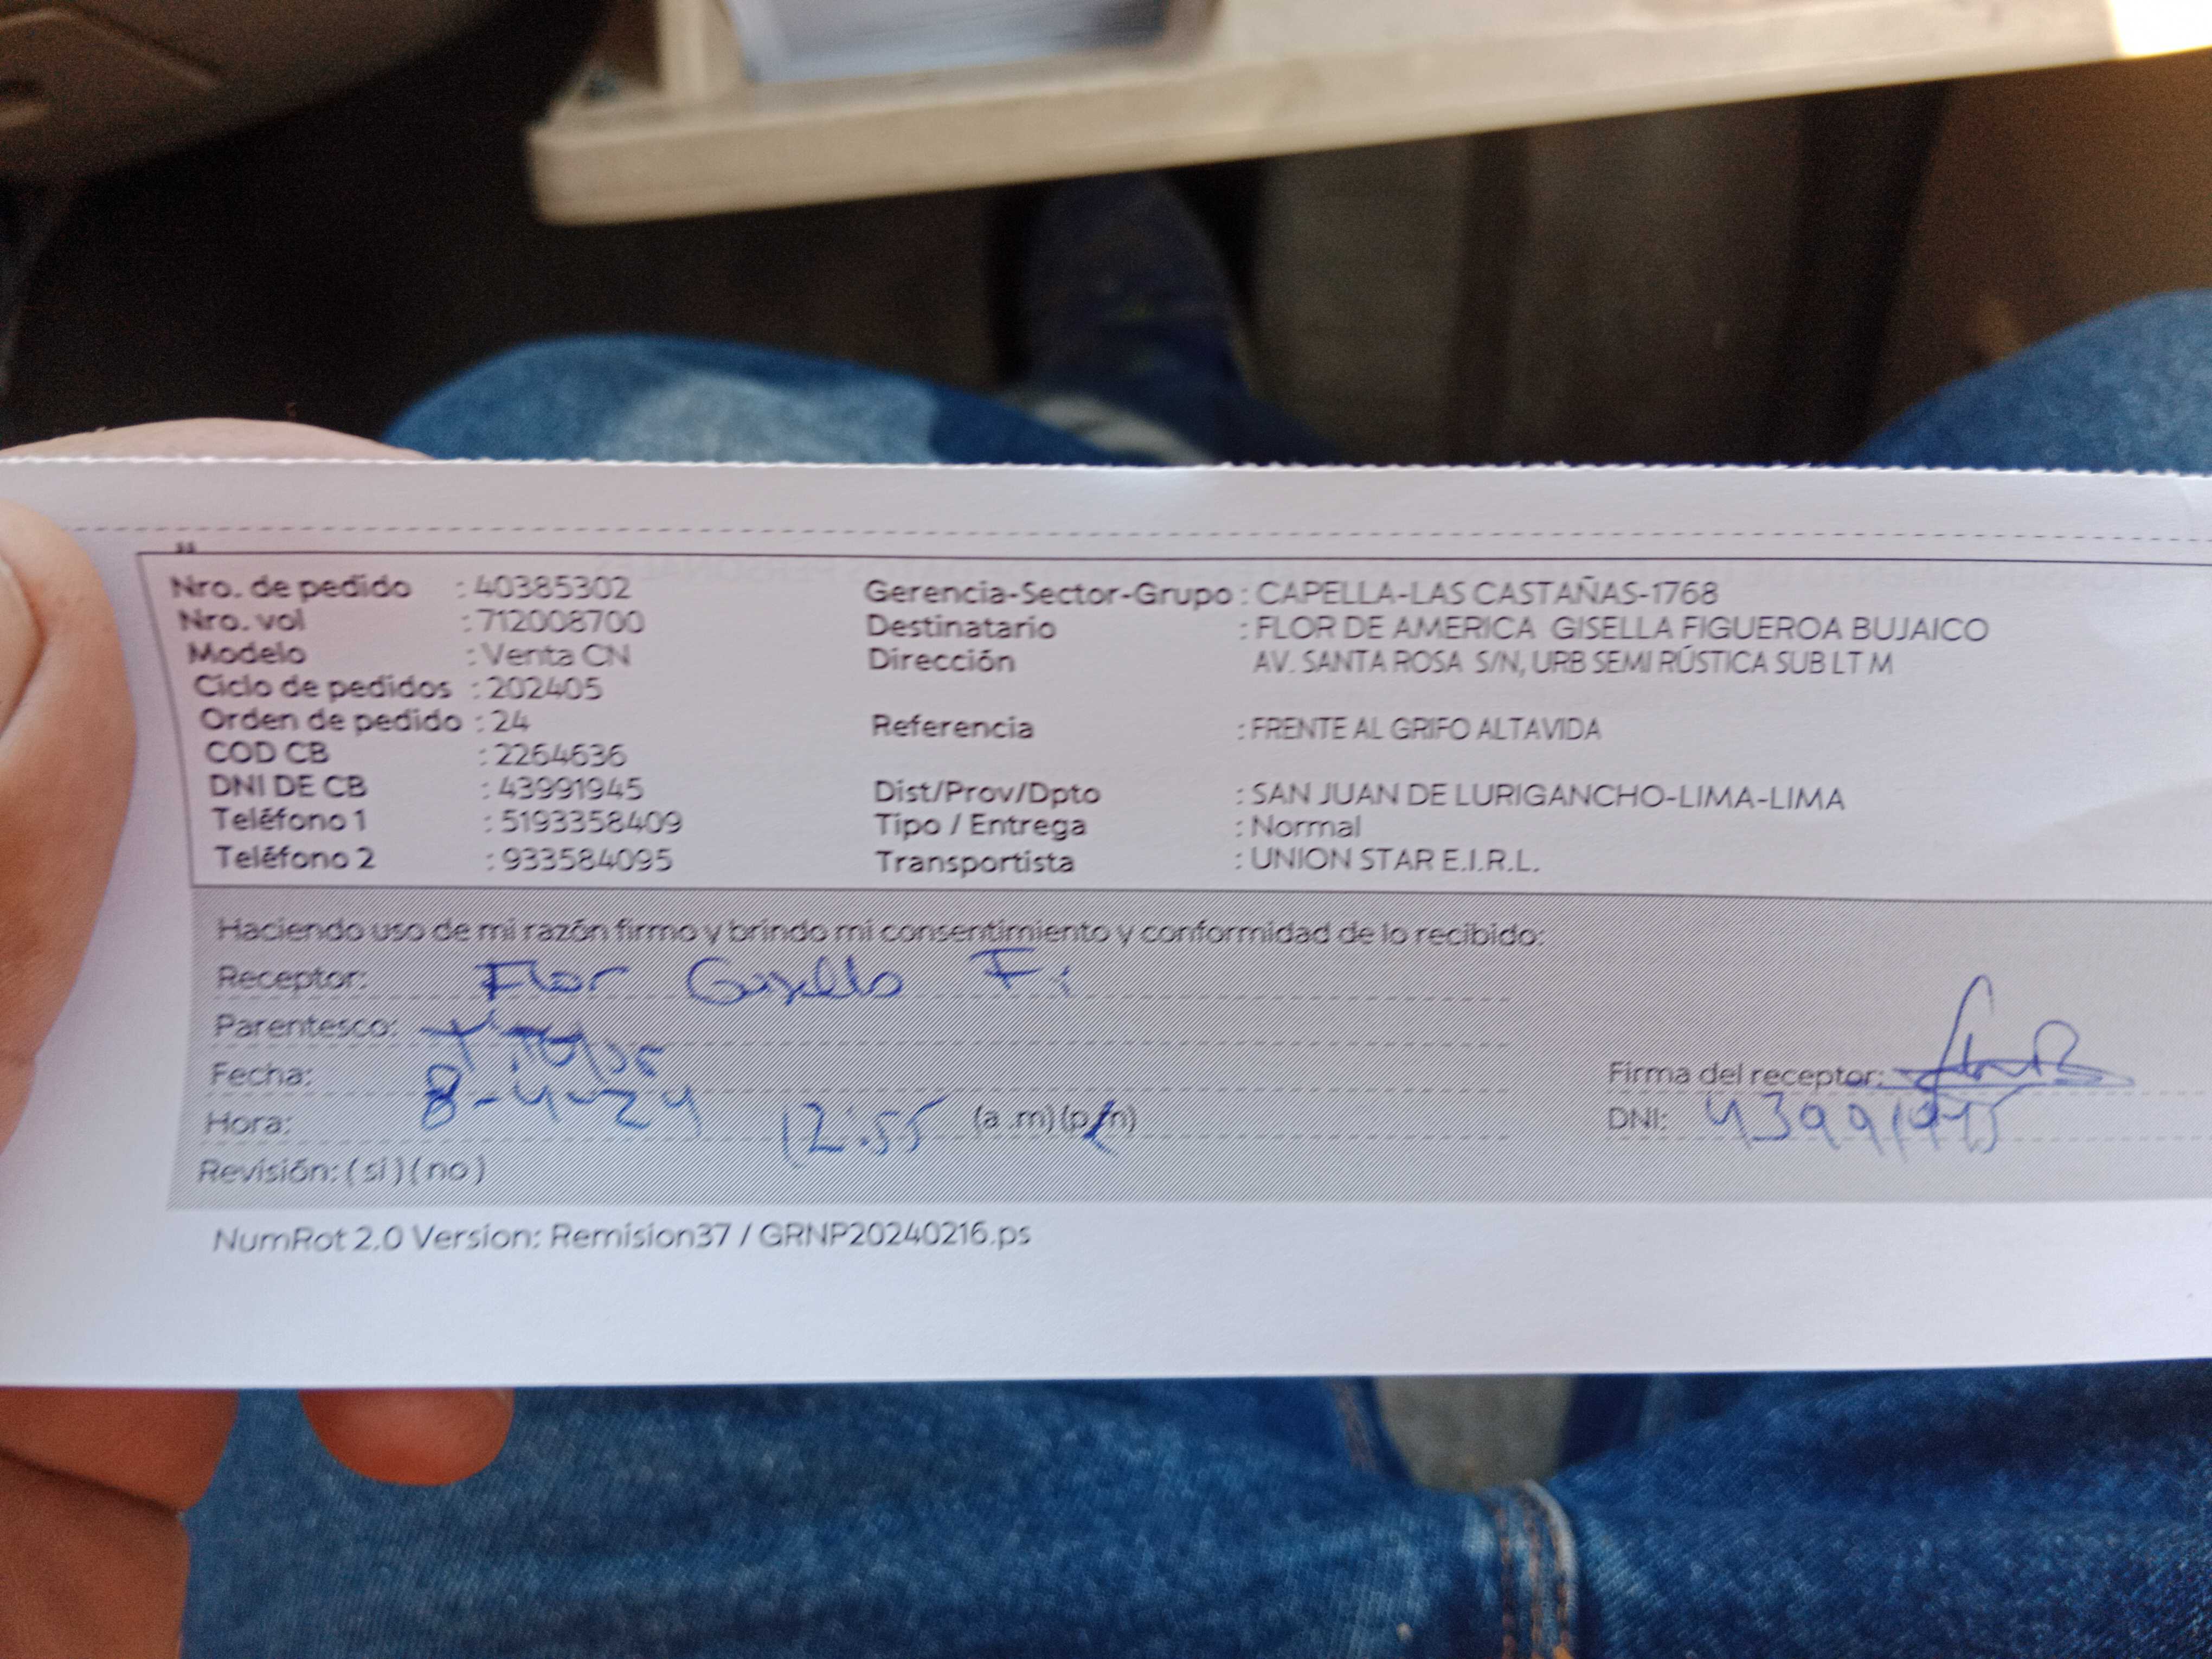 Nro. de pedido : 40385302 Gerencia-Sector-Grupo : CAPELLA-LAS CASTAÑAS-1768
Nro. vol : 712008700 Destinatario : FLOR DE AMERICA GISELLA FIGUEROA BUJAICO
Modelo : Venta CN Dirección AV. SANTA ROSA S/N, URB SEMI RÚSTICA SUB LT M
Ciclo de pedidos : 202405
Orden de pedido : 24 Referencia : FRENTE AL GRIFO ALTAVIDA
COD CB : 2264636
DNI DE CB : 43991945 Dist/Prov/Dpto : SAN JUAN DE LURIGANCHO-LIMA-LIMA
Teléfono 1 : 5193358409 Tipo / Entrega : Normal
Teléfono 2 : 933584095 Transportista : UNION STAR E.I.R.L.
Haciendo uso de mi razón firmo y brindo mi consentimiento y conformidad de lo recibido:
Receptor: Flor Gisella Fi
Parentesco: Titular
Fecha: 8-4-24 Firma del receptor:
Hora: 12:55 (a .m) (p.m) DNI: 43991945
Revisión: ( si ) ( no )
NumRot 2.0 Version: Remision37 / GRNP20240216.ps